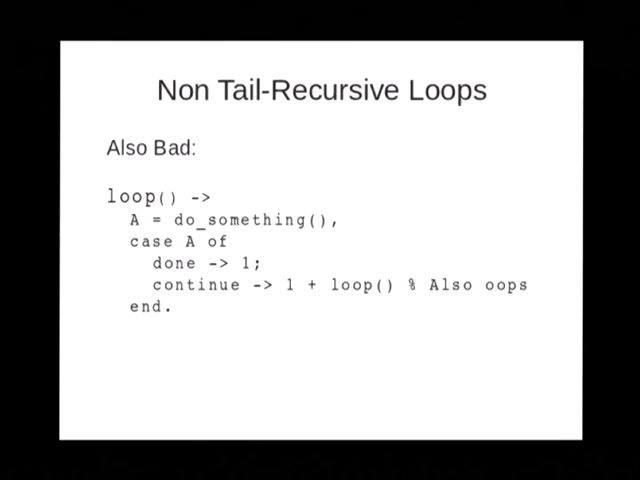 Non Tail-Recursive Loops
Also Bad:
loop() ->
A = do_something(),
case A of
done -> 1;
continue -> 1 + loop() % Also oops
end.